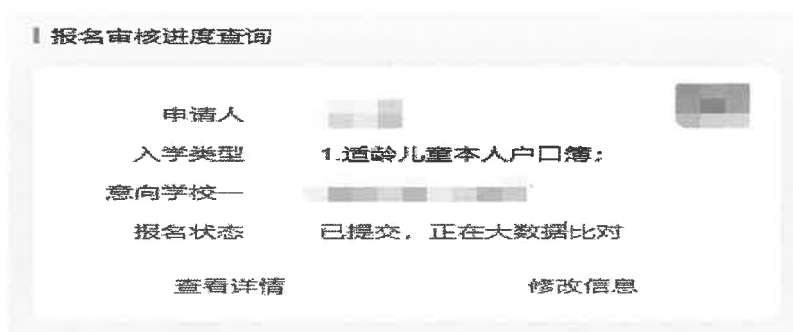 报名审核进度查询
申请人
入学类型 1.适龄儿童本人户口簿;
意向学校一
报名状态 已提交，正在大数据比对
查看详情 修改信息